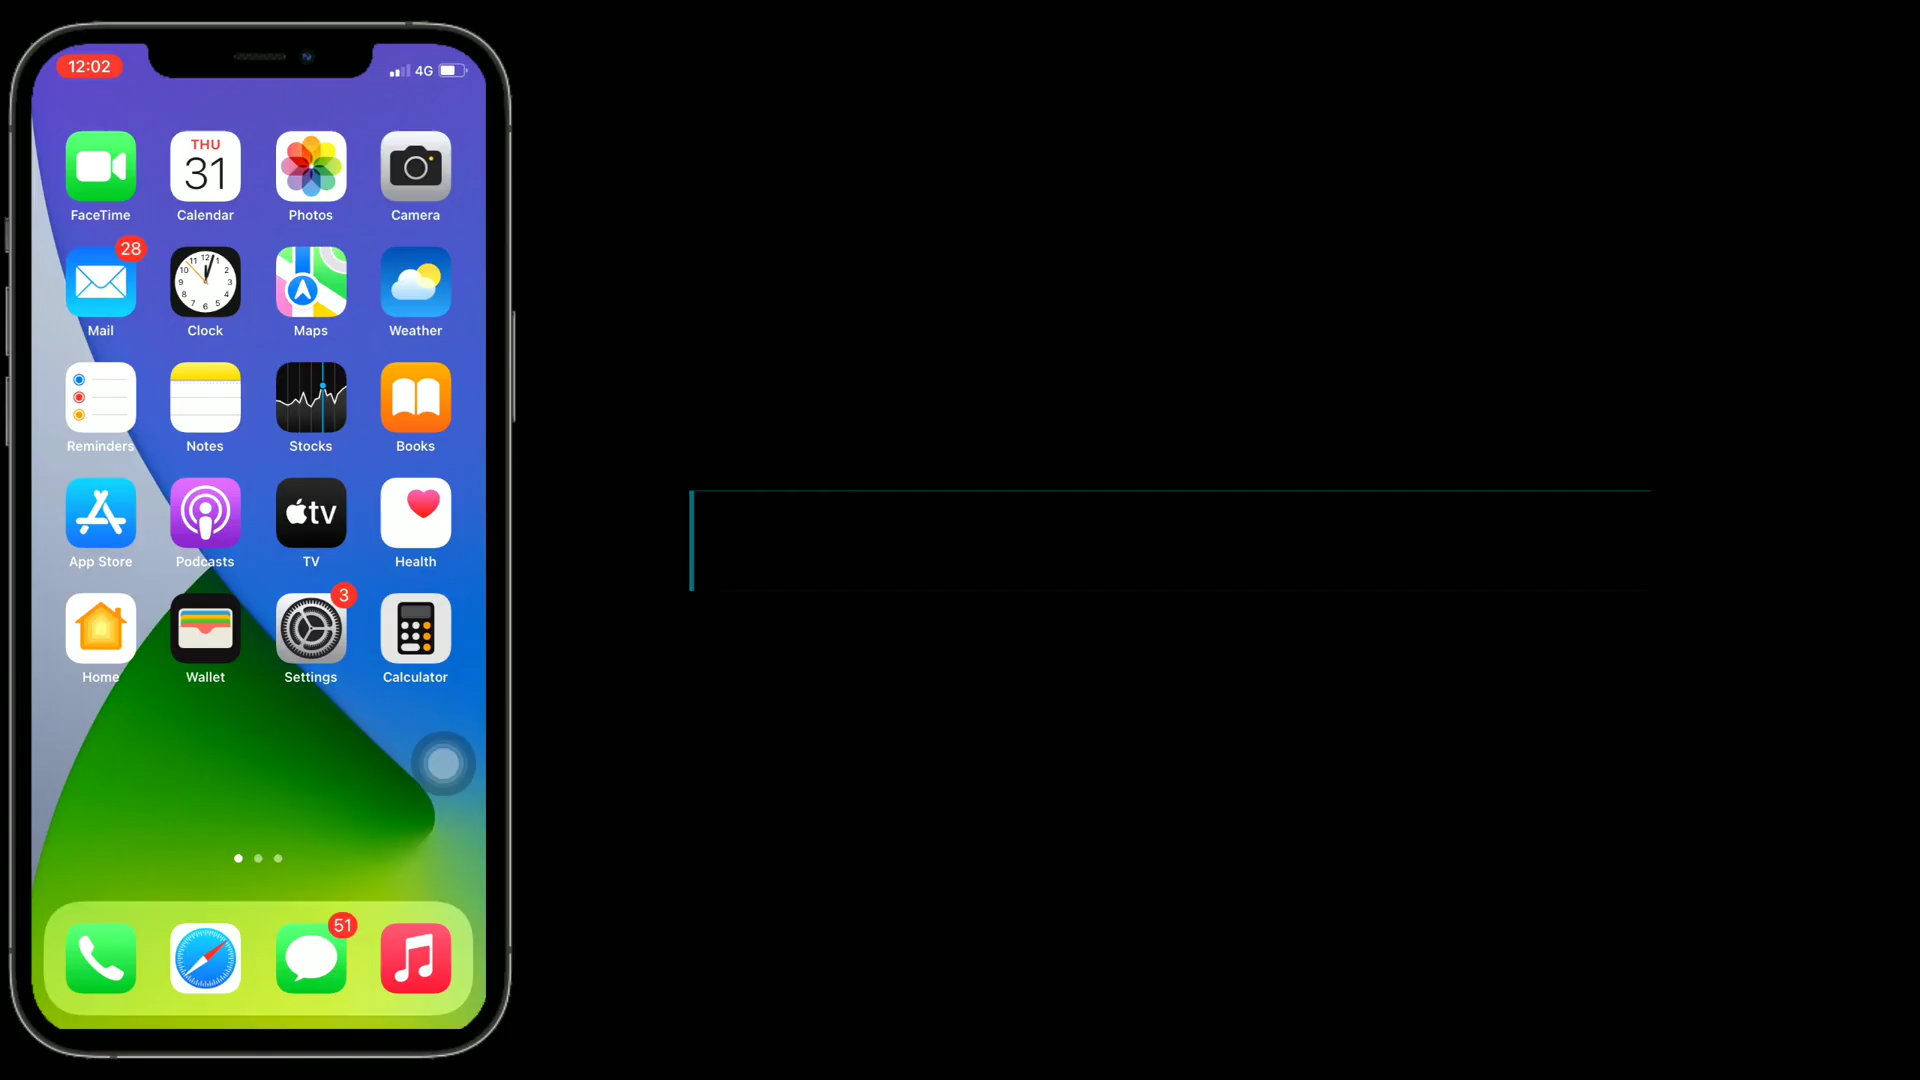 12:02 4G
THU
31
FaceTime Calendar Photos Camera
28
Mail Clock Maps Weather
Reminders Notes Stocks Books
tv
App Store Podcasts TV Health
3
Home Wallet Settings Calculator
51